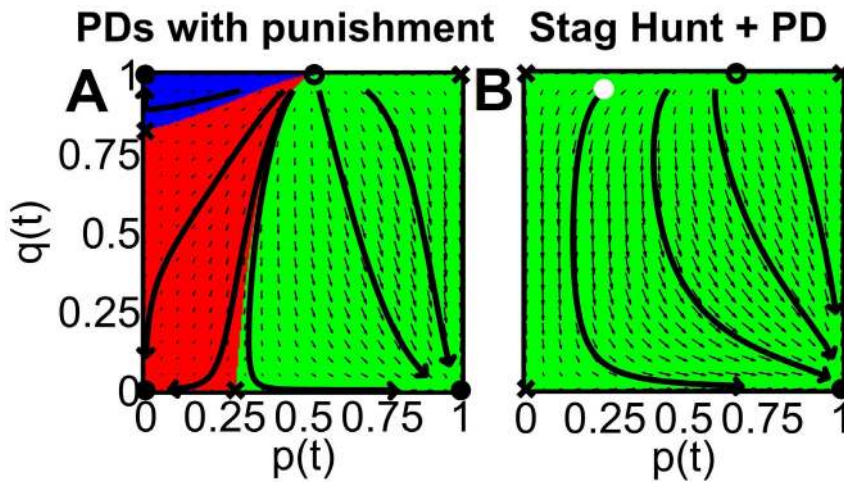 PDs with punishment
Stag Hunt + PD
A
B
1
0.75
0.5
0.25
0
q(t)
0 0.25 0.5 0.75 1
p(t)
0 0.25 0.5 0.75 1
p(t)